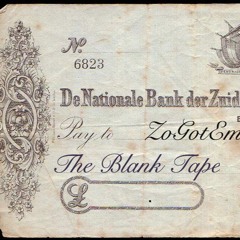 No.
6823
De Nationale Bank der Zuid
Pay to ZoGotEm
The Blank Tape
£